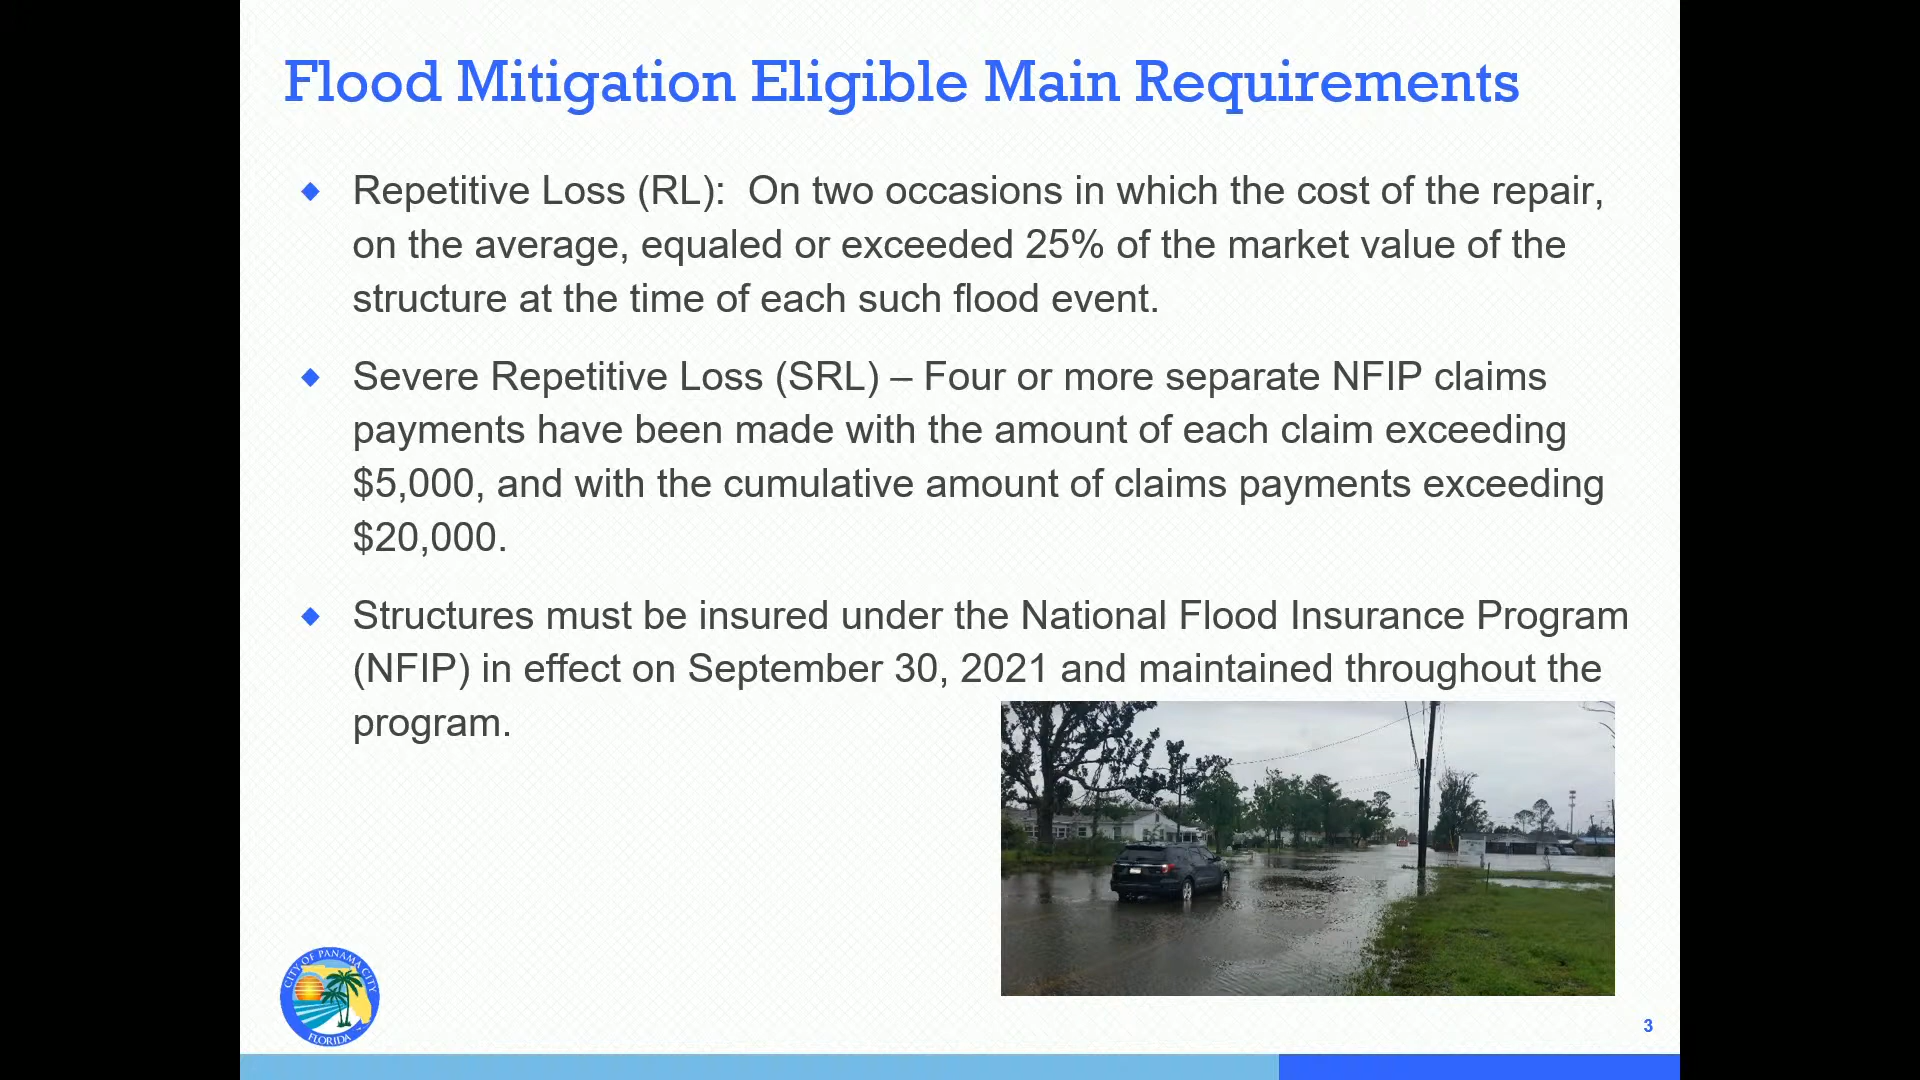 Flood Mitigation Eligible Main Requirements
Repetitive Loss (RL):  On two occasions in which the cost of the repair,
on the average, equaled or exceeded 25% of the market value of the
structure at the time of each such flood event.
Severe Repetitive Loss (SRL) – Four or more separate NFIP claims
payments have been made with the amount of each claim exceeding
$5,000, and with the cumulative amount of claims payments exceeding
$20,000.
Structures must be insured under the National Flood Insurance Program
(NFIP) in effect on September 30, 2021 and maintained throughout the
program.
CITY OF PANAMA CITY
FLORIDA
3